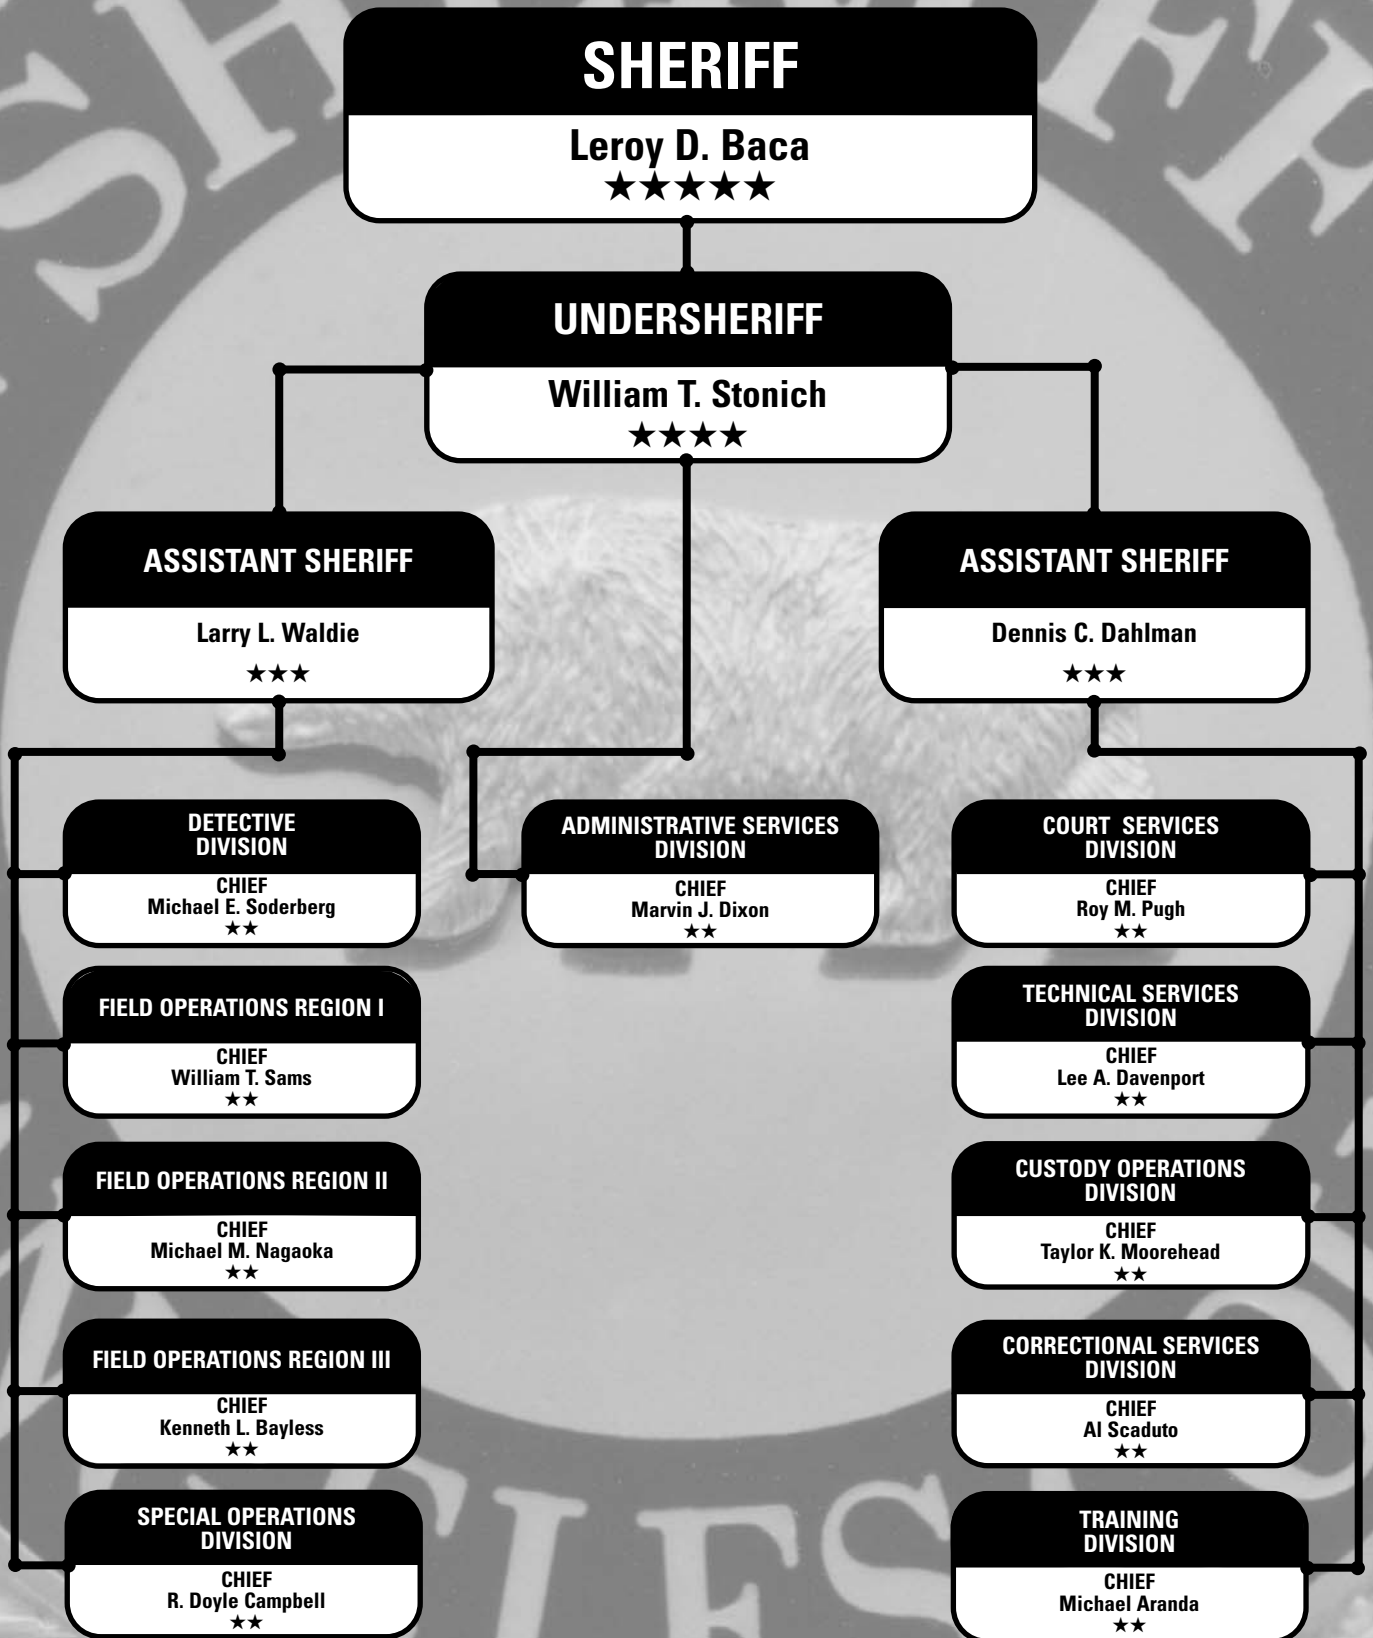 SHERIFF
Leroy D. Baca
★★★★★
UNDERSHERIFF
William T. Stonich
★★★★
ASSISTANT SHERIFF
Larry L. Waldie
★★★
ASSISTANT SHERIFF
Dennis C. Dahlman
★★★
DETECTIVE
DIVISION
CHIEF
Michael E. Soderberg
★★
FIELD OPERATIONS REGION I
CHIEF
William T. Sams
★★
FIELD OPERATIONS REGION II
CHIEF
Michael M. Nagaoka
★★
FIELD OPERATIONS REGION III
CHIEF
Kenneth L. Bayless
★★
SPECIAL OPERATIONS
DIVISION
CHIEF
R. Doyle Campbell
★★
ADMINISTRATIVE SERVICES
DIVISION
CHIEF
Marvin J. Dixon
★★
COURT SERVICES
DIVISION
CHIEF
Roy M. Pugh
★★
TECHNICAL SERVICES
DIVISION
CHIEF
Lee A. Davenport
★★
CUSTODY OPERATIONS
DIVISION
CHIEF
Taylor K. Moorehead
★★
CORRECTIONAL SERVICES
DIVISION
CHIEF
Al Scaduto
★★
TRAINING
DIVISION
CHIEF
Michael Aranda
★★